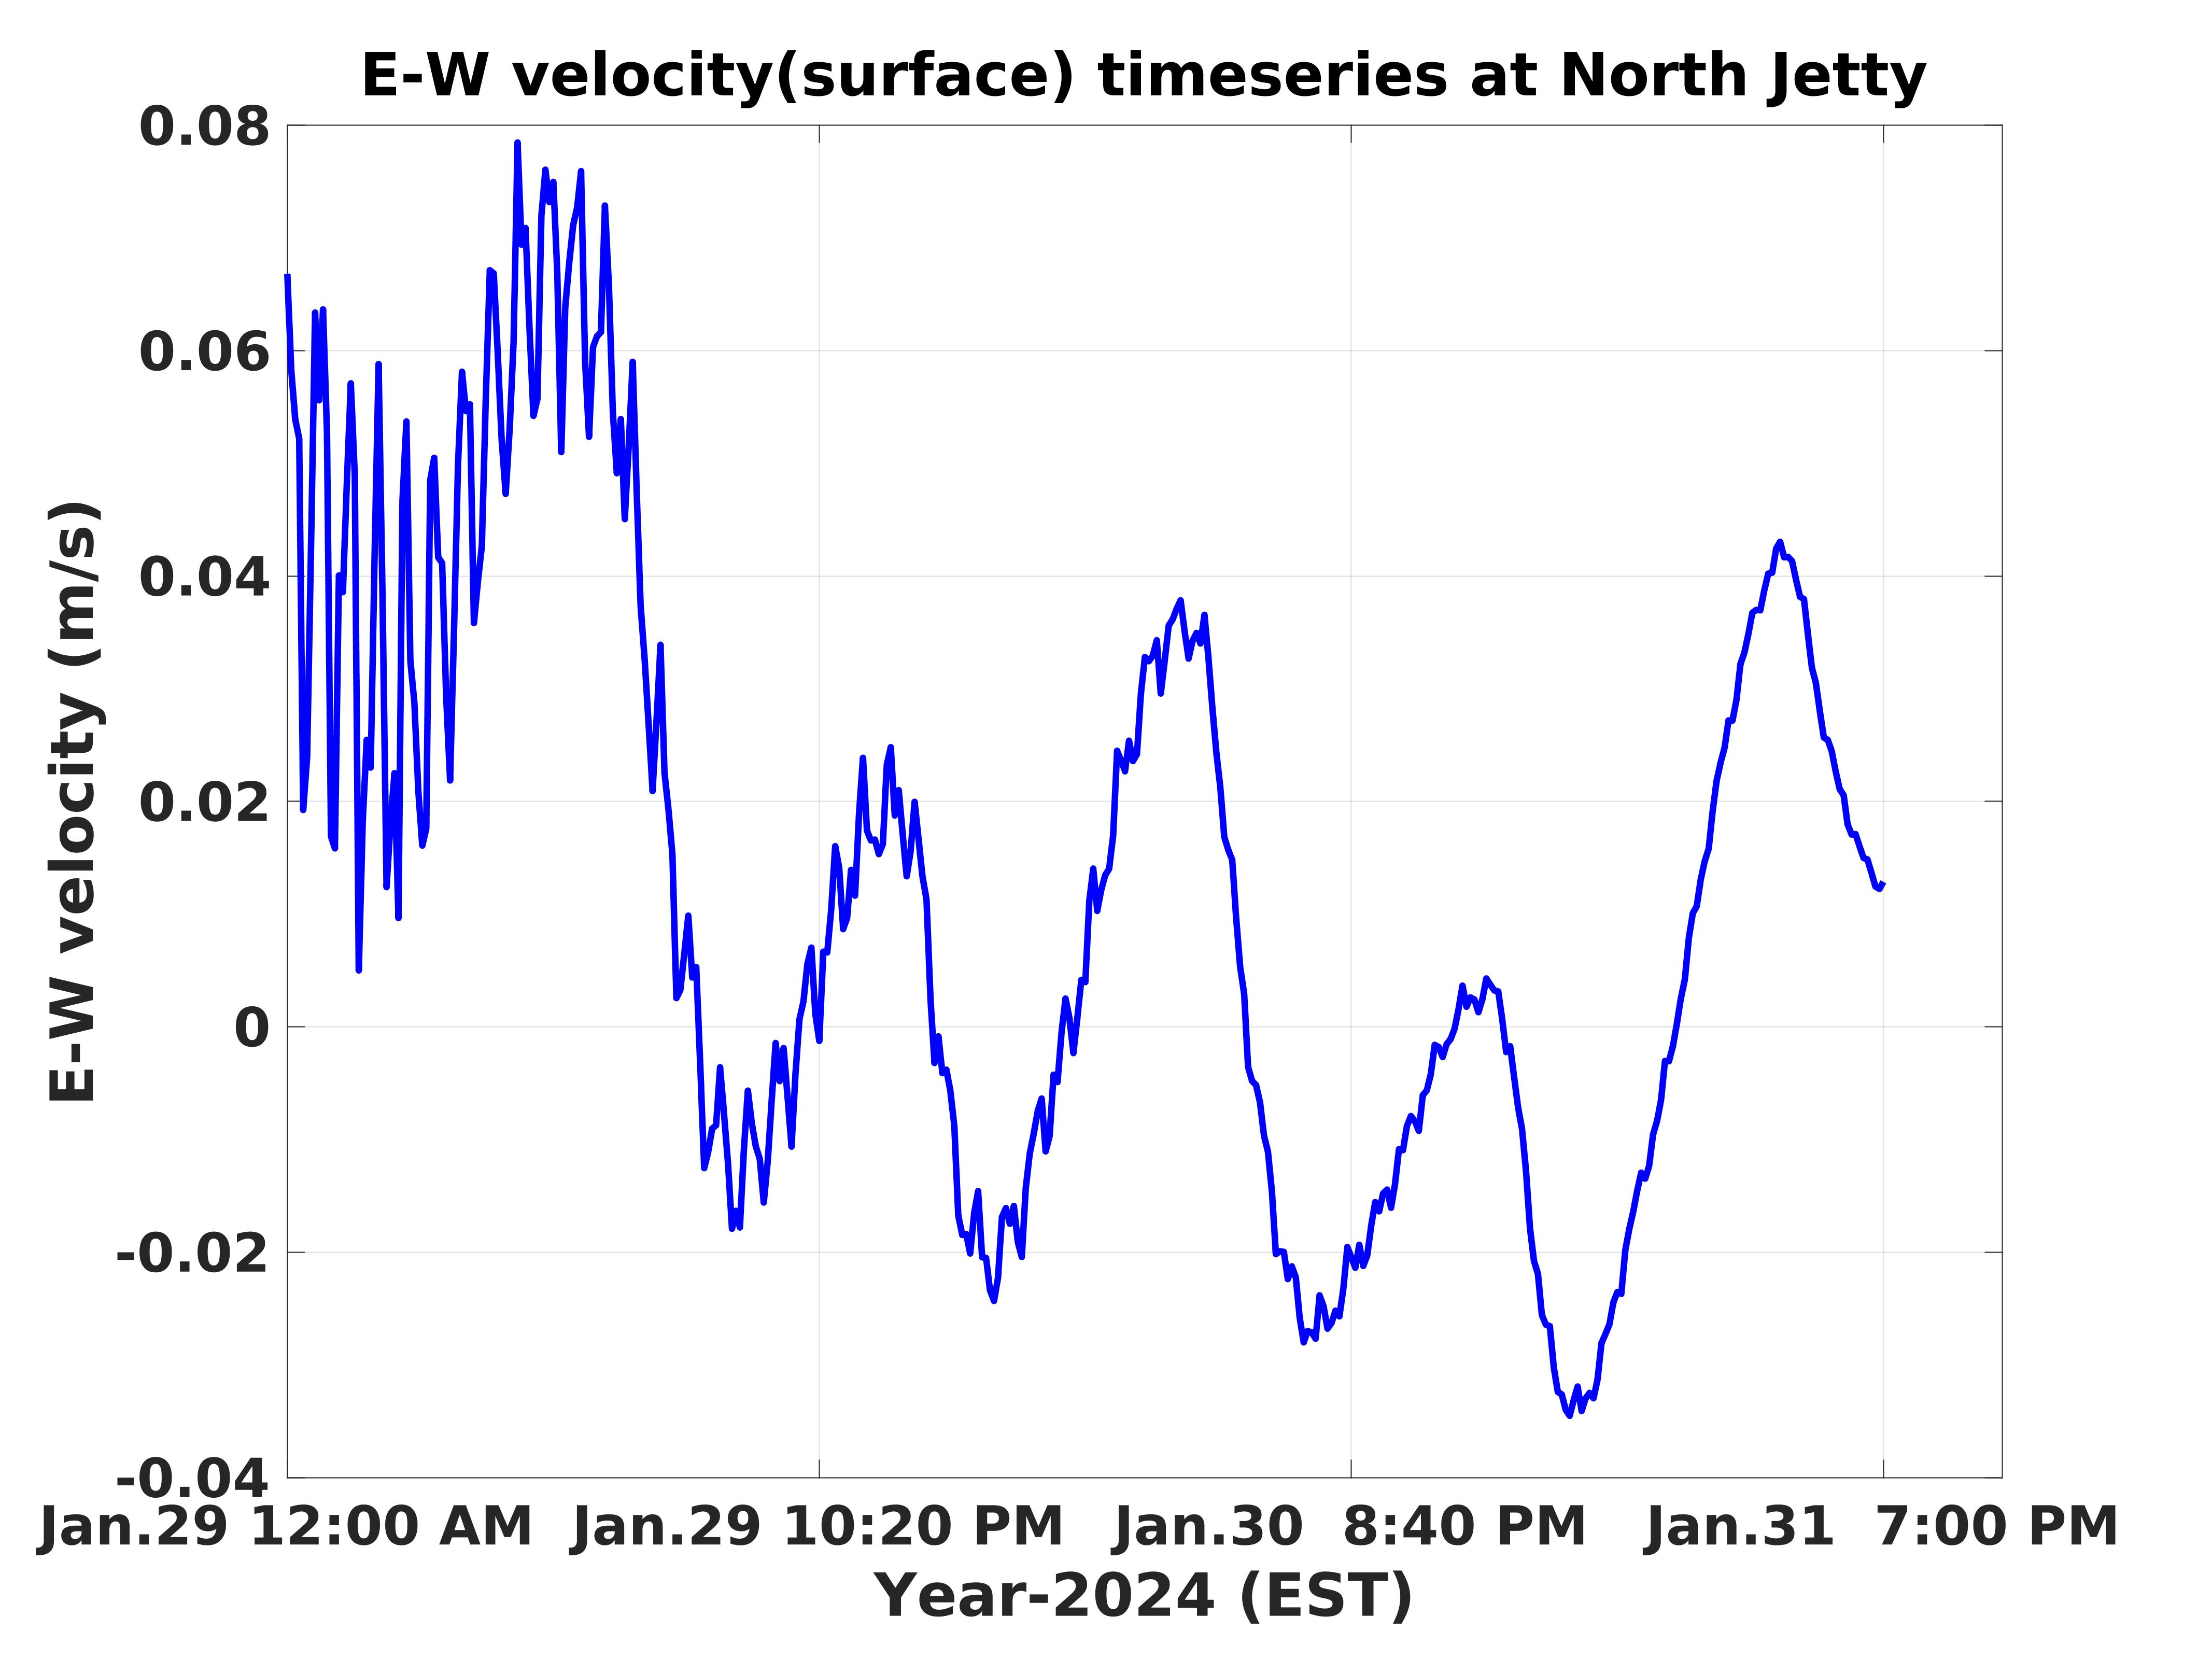 E-W velocity(surface) timeseries at North Jetty
0.08
0.06
0.04
0.02
0
-0.02
-0.04
E-W velocity (m/s)
Jan.29 12:00 AM Jan.29 10:20 PM Jan.30 8:40 PM Jan.31 7:00 PM
Year-2024 (EST)